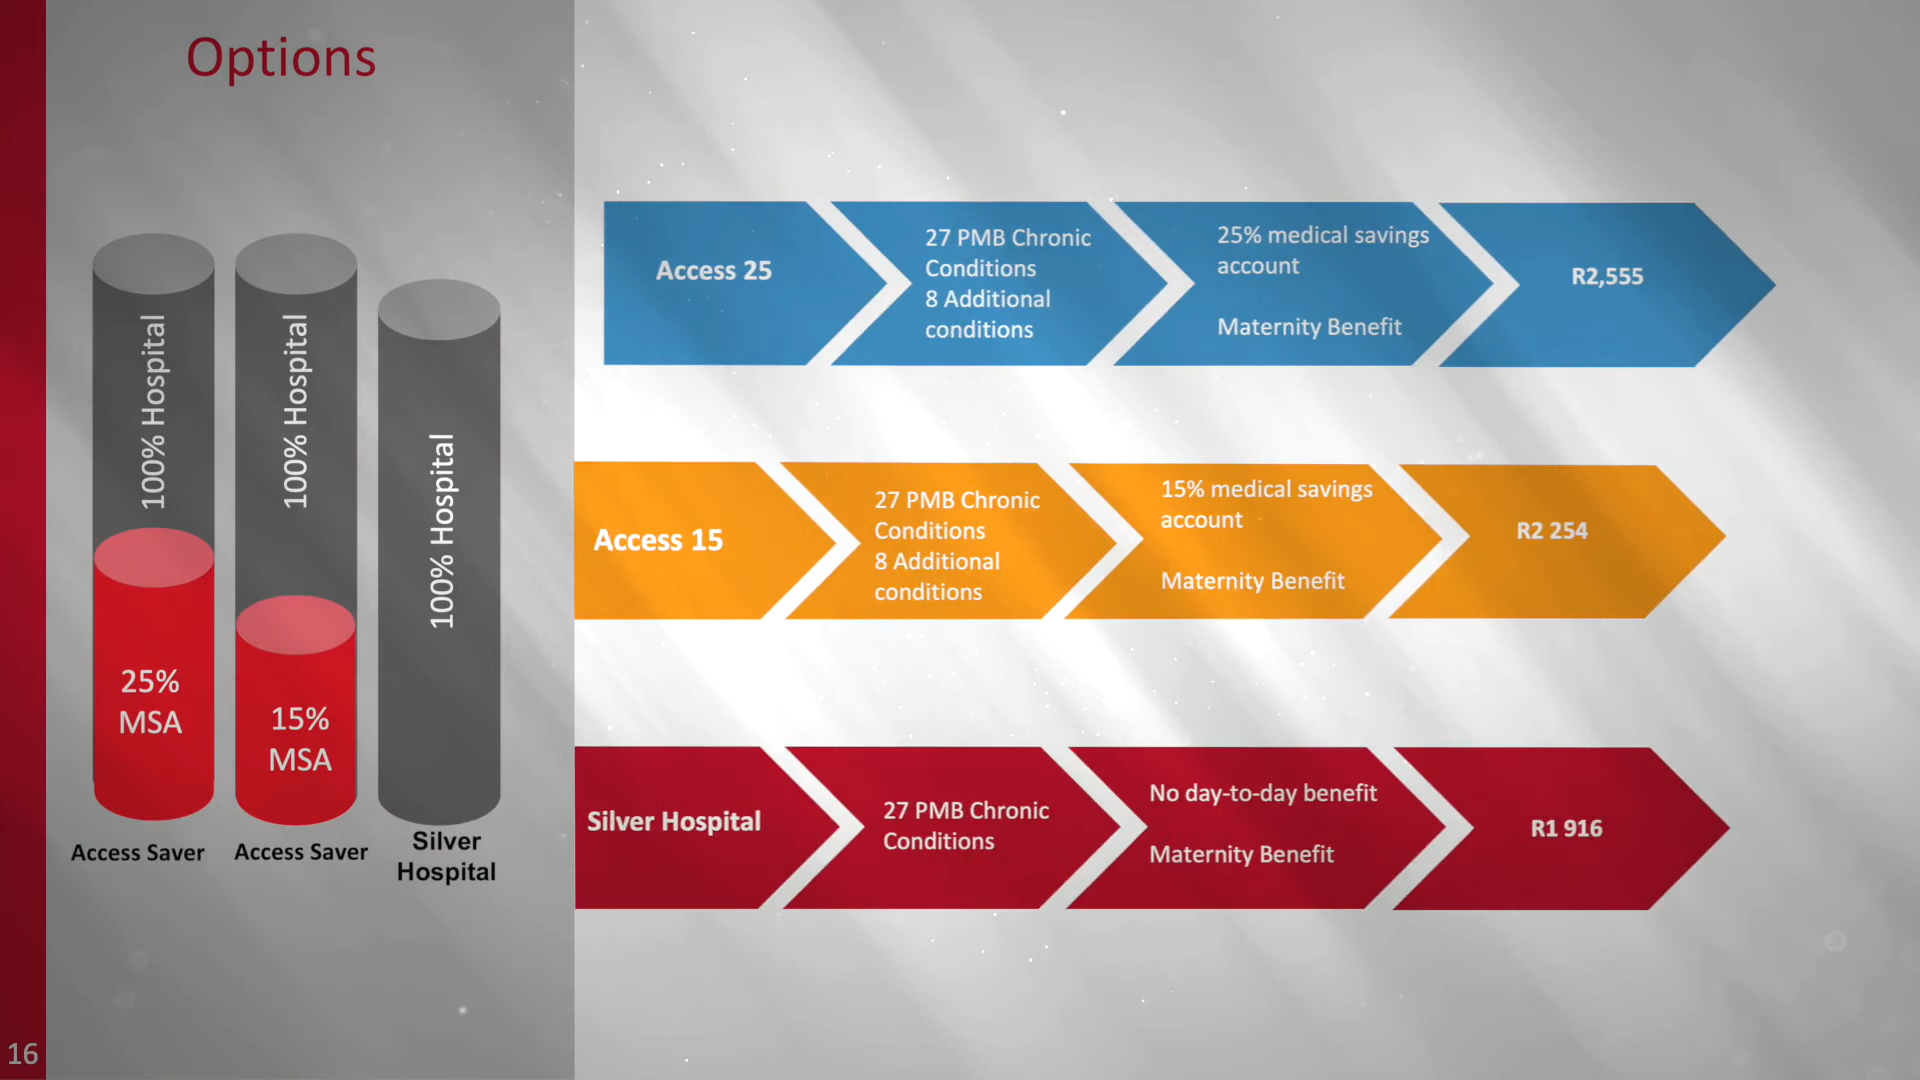 Options
100% Hospital
25%
MSA
Access Saver
100% Hospital
15%
MSA
Access Saver
100% Hospital
Silver
Hospital
Access 25
27 PMB Chronic
Conditions
8 Additional
conditions
25% medical savings
account
Maternity Benefit
R2,555
Access 15
27 PMB Chronic
Conditions
8 Additional
conditions
15% medical savings
account
Maternity Benefit
R2 254
Silver Hospital
27 PMB Chronic
Conditions
No day-to-day benefit
Maternity Benefit
R1 916
16